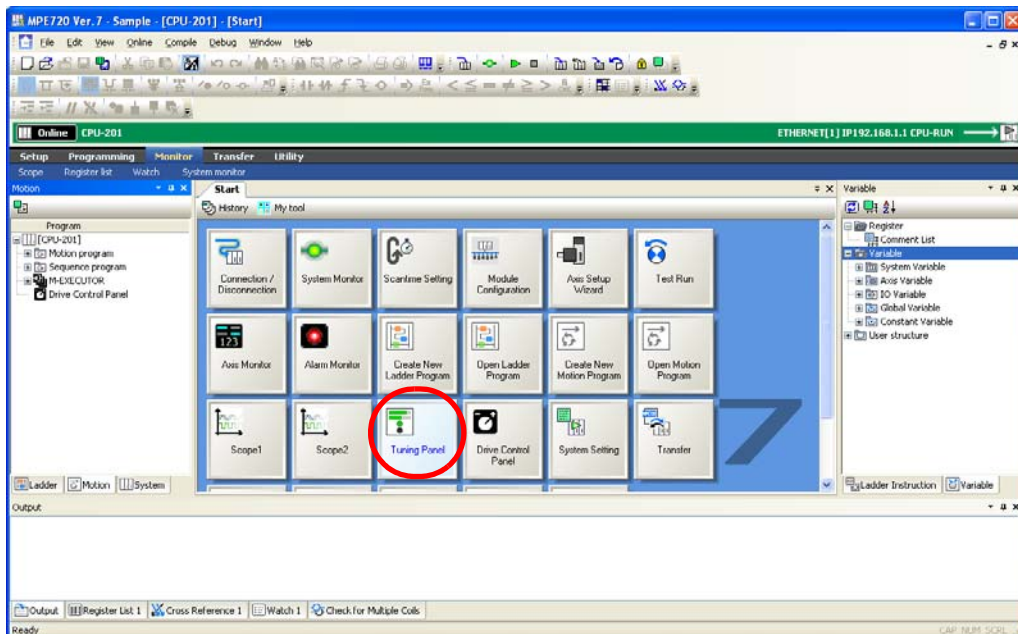 MPE720 Ver. 7 - Sample - [CPU-201] - [Start]
File Edit View Online Compile Debug Window Help
Online CPU-201 ETHERNET[1] IP192.168.1.1 CPU-RUN
Setup Programming Monitor Transfer Utility
Scope Register list Watch System monitor
Motion
Program
[CPU-201]
Motion program
Sequence program
M-EXECUTOR
Drive Control Panel
Ladder Motion System
Start
History My tool
Connection / Disconnection
System Monitor
Scantime Setting
Module Configuration
Axis Setup Wizard
Test Run
123
Axis Monitor
Alarm Monitor
Create New Ladder Program
Open Ladder Program
Create New Motion Program
Open Motion Program
Scope1
Scope2
Tuning Panel
Drive Control Panel
System Setting
Transfer
7
Variable
Register
Comment List
Variable
System Variable
Axis Variable
IO Variable
Global Variable
Constant Variable
User structure
Ladder Instruction Variable
Output
Output Register List 1 Cross Reference 1 Watch 1 Check for Multiple Coils
Ready CAP NUM SCRL